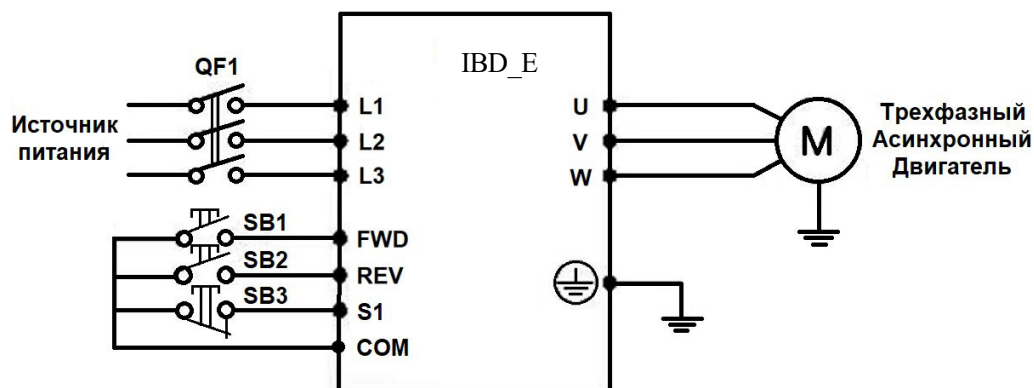 IBD_E
QF1
Источник
питания
L1
L2
L3
U
V
W
M
Трехфазный
Асинхронный
Двигатель
SB1
FWD
SB2
REV
SB3
S1
COM